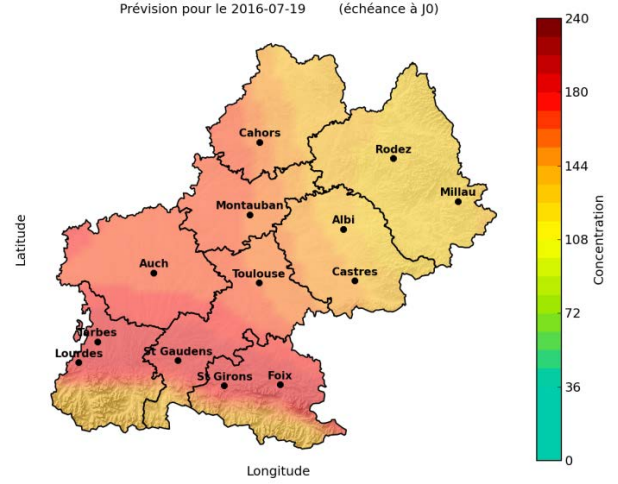 Prévision pour le 2016-07-19 (échéance à J0)
240
180
144
108
72
36
0
Concentration
Latitude
Longitude
Cahors
Rodez
Millau
Montauban
Albi
Auch
Toulouse
Castres
Tarbes
Lourdes
St Gaudens
St Girons
Foix